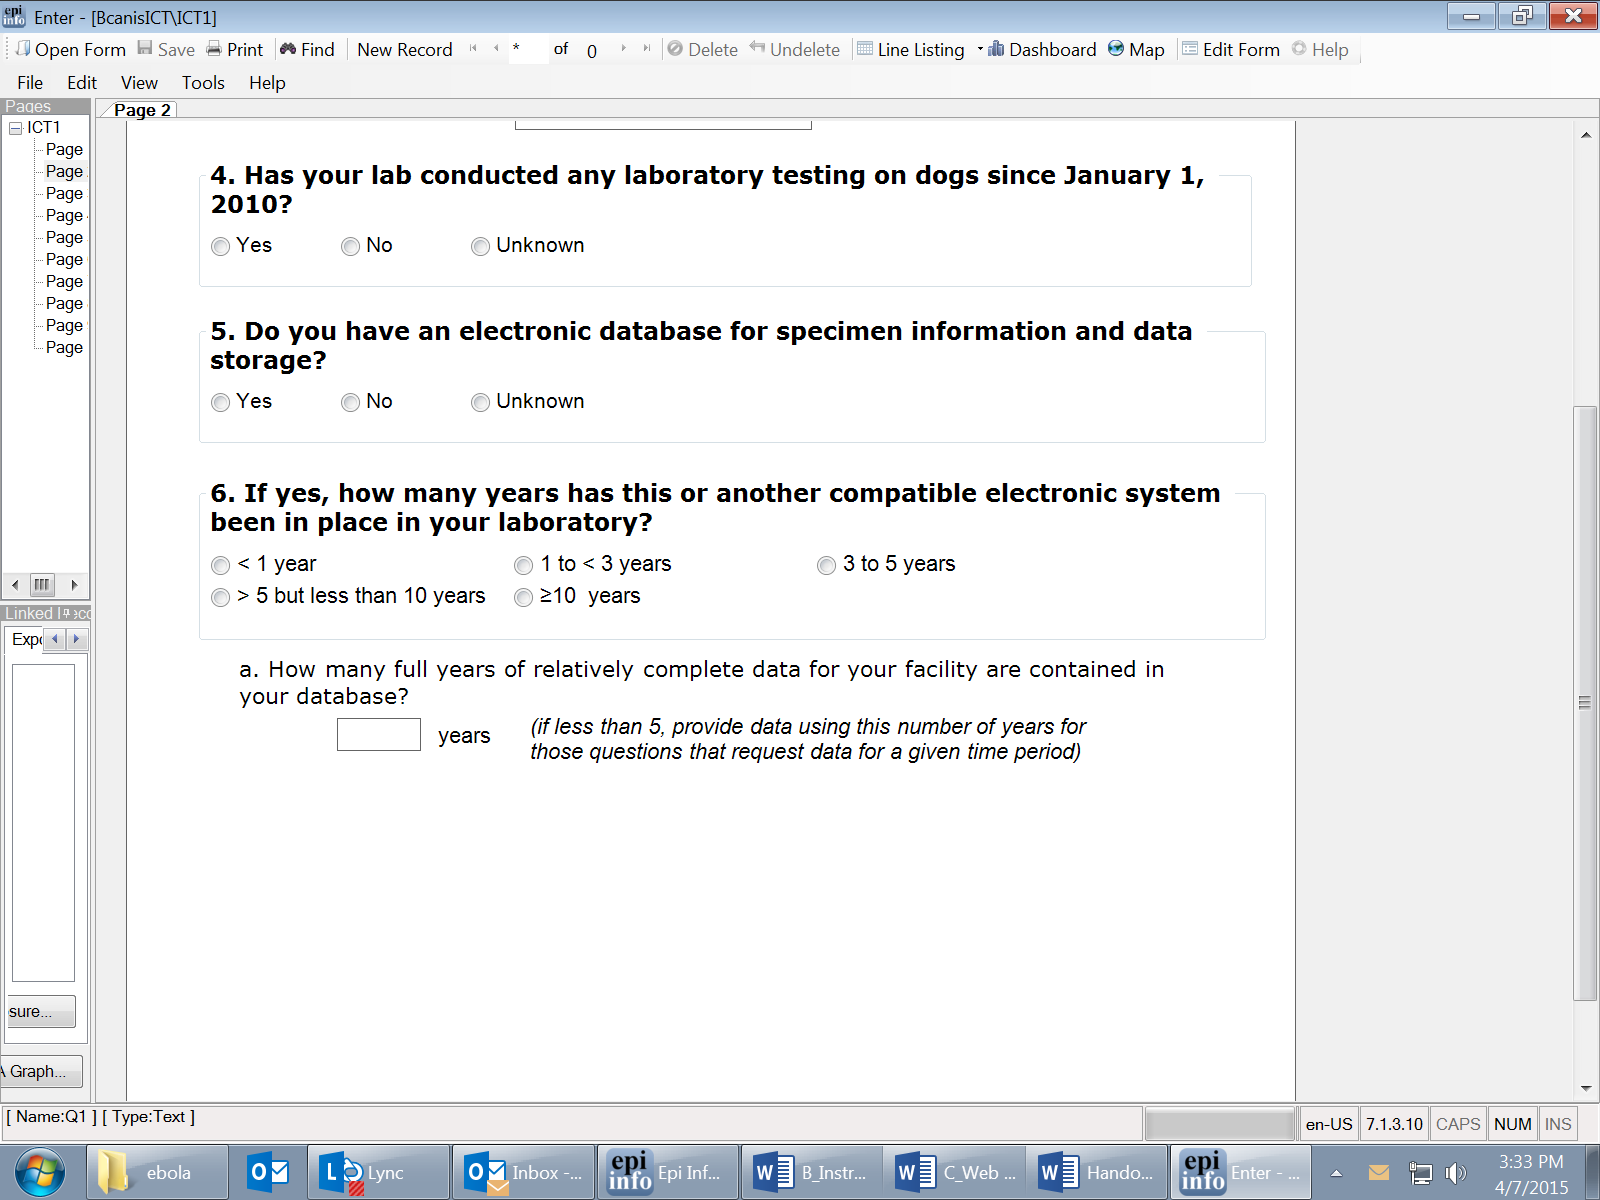 epi info Enter - [BcanisICT\ICT1]
Open Form Save Print Find New Record * of 0 Delete Undelete Line Listing Dashboard Map Edit Form Help
File Edit View Tools Help
Pages
Page 2
ICT1
Page
Page
Page
Page
Page
Page
Page
Page
Page
Page
4. Has your lab conducted any laboratory testing on dogs since January 1,
2010?
Yes No Unknown
5. Do you have an electronic database for specimen information and data
storage?
Yes No Unknown
6. If yes, how many years has this or another compatible electronic system
been in place in your laboratory?
< 1 year 1 to < 3 years 3 to 5 years
> 5 but less than 10 years ≥10 years
a. How many full years of relatively complete data for your facility are contained in
your database?
years
(if less than 5, provide data using this number of years for
those questions that request data for a given time period)
Linked
Expo
sure...
Graph...
[ Name:Q1 ] [ Type:Text ]
en-US 7.1.3.10 CAPS NUM INS
ebola Lync Inbox -... epi info Epi Inf... B_Instr... C_Web ... Hando... epi info Enter - ...
3:33 PM
4/7/2015